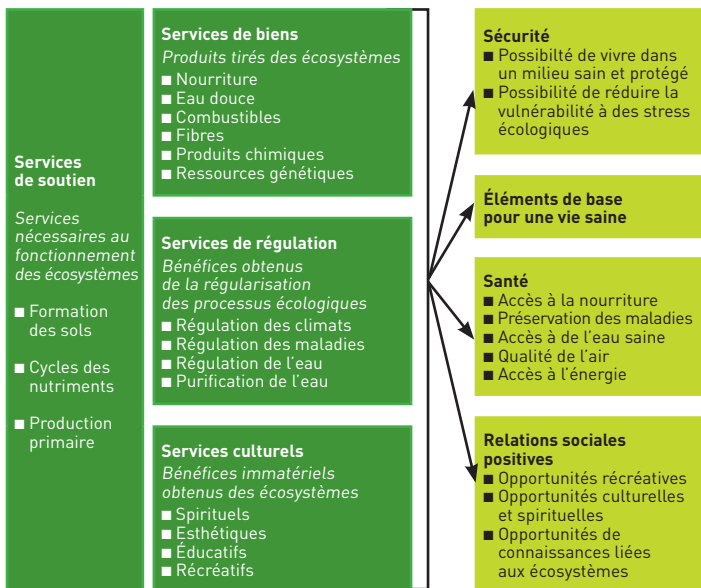 Services
de soutien
Services
nécessaires au
fonctionnement
des écosystèmes
■ Formation
des sols
■ Cycles des
nutriments
■ Production
primaire
Services de biens
Produits tirés des écosystèmes
■ Nourriture
■ Eau douce
■ Combustibles
■ Fibres
■ Produits chimiques
■ Ressources génétiques
Services de régulation
Bénéfices obtenus
de la régularisation
des processus écologiques
■ Régulation des climats
■ Régulation des maladies
■ Régulation de l'eau
■ Purification de l'eau
Services culturels
Bénéfices immatériels
obtenus des écosystèmes
■ Spirituels
■ Esthétiques
■ Éducatifs
■ Récréatifs
Sécurité
■ Possibilté de vivre dans
un milieu sain et protégé
■ Possibilité de réduire la
vulnérabilité à des stress
écologiques
Éléments de base
pour une vie saine
Santé
■ Accès à la nourriture
■ Préservation des maladies
■ Accès à de l'eau saine
■ Qualité de l'air
■ Accès à l'énergie
Relations sociales
positives
■ Opportunités récréatives
■ Opportunités culturelles
et spirituelles
■ Opportunités de
connaissances liées
aux écosystèmes